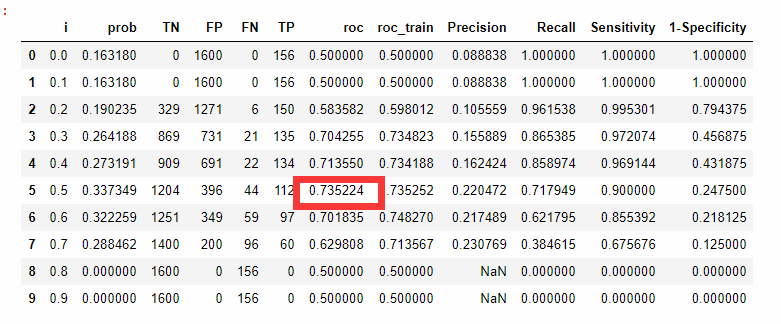 :
i prob TN FP FN TP roc roc_train Precision Recall Sensitivity 1-Specificity
0 0.0 0.163180 0 1600 0 156 0.500000 0.500000 0.088838 1.000000 1.000000 1.000000
1 0.1 0.163180 0 1600 0 156 0.500000 0.500000 0.088838 1.000000 1.000000 1.000000
2 0.2 0.190235 329 1271 6 150 0.583582 0.598012 0.105559 0.961538 0.995301 0.794375
3 0.3 0.264188 869 731 21 135 0.704255 0.734823 0.155889 0.865385 0.972074 0.456875
4 0.4 0.273191 909 691 22 134 0.713550 0.734188 0.162424 0.858974 0.969144 0.431875
5 0.5 0.337349 1204 396 44 112 0.735224 0.735252 0.220472 0.717949 0.900000 0.247500
6 0.6 0.322259 1251 349 59 97 0.701835 0.748270 0.217489 0.621795 0.855392 0.218125
7 0.7 0.288462 1400 200 96 60 0.629808 0.713567 0.230769 0.384615 0.675676 0.125000
8 0.8 0.000000 1600 0 156 0 0.500000 0.500000 NaN 0.000000 0.000000 0.000000
9 0.9 0.000000 1600 0 156 0 0.500000 0.500000 NaN 0.000000 0.000000 0.000000